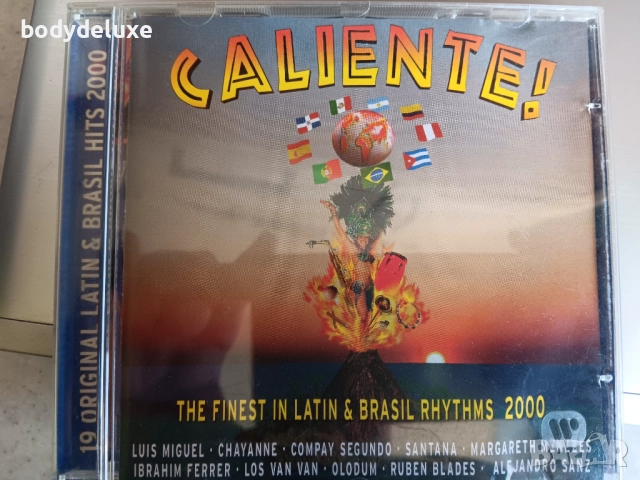 bodydeluxe
CALIENTE!
19 ORIGINAL LATIN & BRASIL HITS 2000
THE FINEST IN LATIN & BRASIL RHYTHMS 2000
LUIS MIGUEL · CHAYANNE · COMPAY SEGUNDO · SANTANA · MARGARETH MENEZES
IBRAHIM FERRER · LOS VAN VAN · OLODUM · RUBEN BLADES · ALEJANDRO SANZ